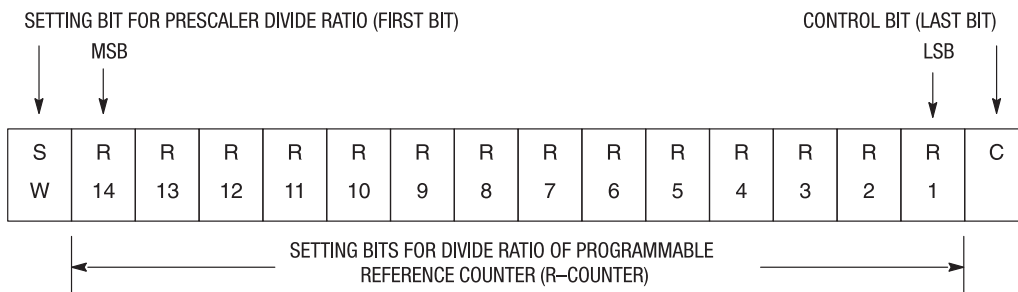 SETTING BIT FOR PRESCALER DIVIDE RATIO (FIRST BIT)
CONTROL BIT (LAST BIT)
MSB
LSB
S R R R R R R R R R R R R R R C
W 14 13 12 11 10 9 8 7 6 5 4 3 2 1
SETTING BITS FOR DIVIDE RATIO OF PROGRAMMABLE
REFERENCE COUNTER (R–COUNTER)